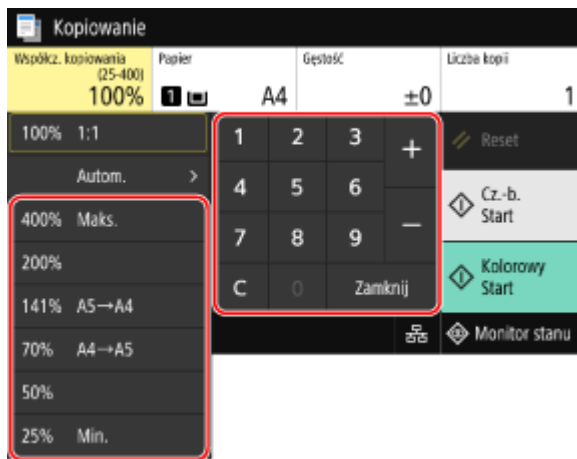 Kopiowanie
Współcz. kopiowania
(25-400)
100%
Papier
1 A4
Gęstość
±0
Liczba kopii
1
100% 1:1
Autom. >
400% Maks.
200%
141% A5→A4
70% A4→A5
50%
25% Min.
1 2 3 +
4 5 6
7 8 9 −
C 0 Zamknij
Reset
Cz.-b.
Start
Kolorowy
Start
Monitor stanu